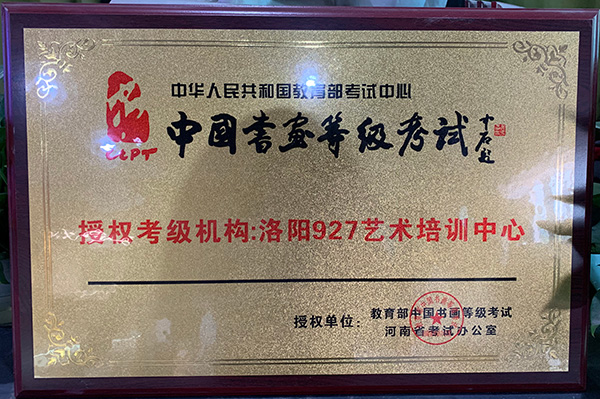 中华人民共和国教育部考试中心
CCPT
中国书画等级考试
授权考级机构:洛阳927艺术培训中心
授权单位:
教育部中国书画等级考试
河南省考试办公室